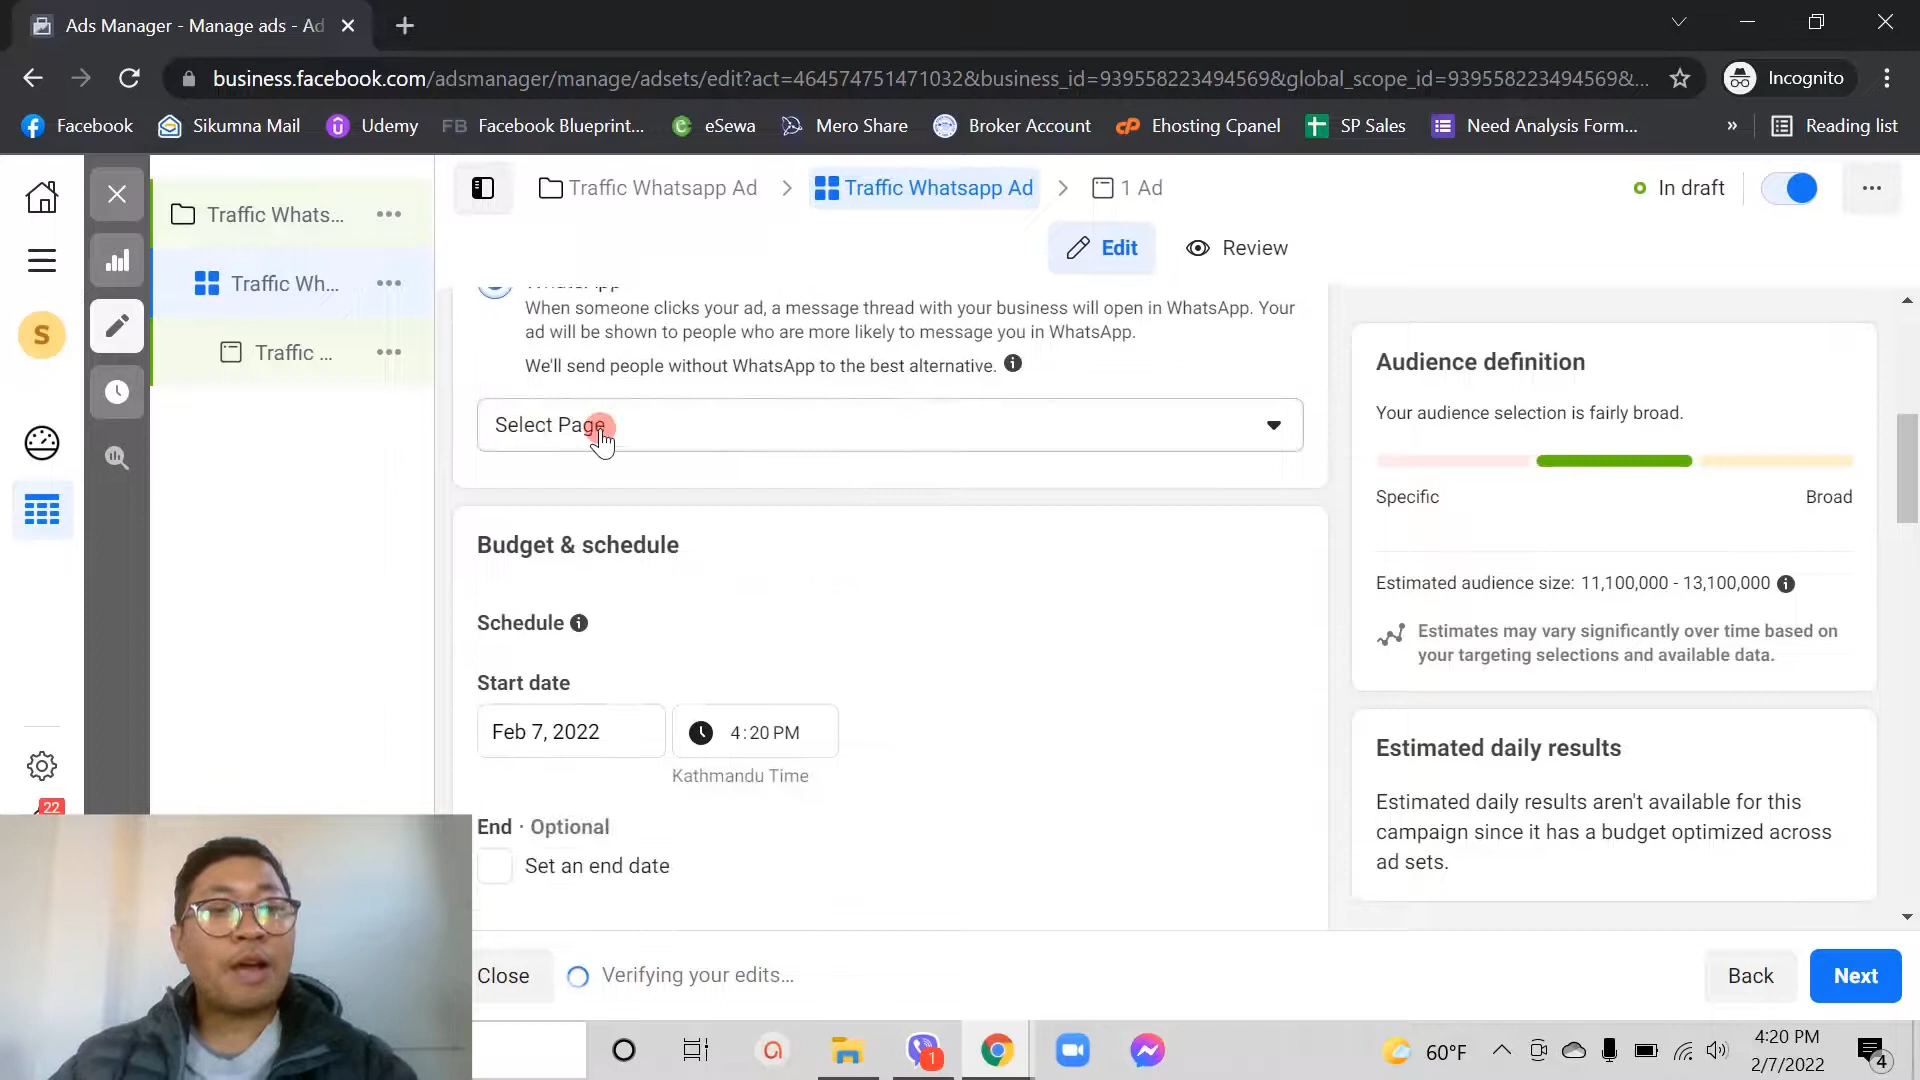 Ads Manager - Manage ads - Ad
business.facebook.com/adsmanager/manage/adsets/edit?act=464574751471032&business_id=939558223494569&global_scope_id=939558223494569&...
Incognito
Facebook
Sikumna Mail
Udemy
FB Facebook Blueprint...
eSewa
Mero Share
Broker Account
Ehosting Cpanel
SP Sales
Need Analysis Form...
»
Reading list
Traffic Whats...
Traffic Wh...
Traffic ...
S
22
Traffic Whatsapp Ad
Traffic Whatsapp Ad
1 Ad
In draft
Edit
Review
WhatsApp
When someone clicks your ad, a message thread with your business will open in WhatsApp. Your
ad will be shown to people who are more likely to message you in WhatsApp.
We'll send people without WhatsApp to the best alternative.
Select Page
Budget & schedule
Schedule
Start date
Feb 7, 2022
4:20 PM
Kathmandu Time
End · Optional
Set an end date
Audience definition
Your audience selection is fairly broad.
Specific
Broad
Estimated audience size: 11,100,000 - 13,100,000
Estimates may vary significantly over time based on
your targeting selections and available data.
Estimated daily results
Estimated daily results aren't available for this
campaign since it has a budget optimized across
ad sets.
Close
Verifying your edits...
Back
Next
1
60°F
4:20 PM
2/7/2022
4